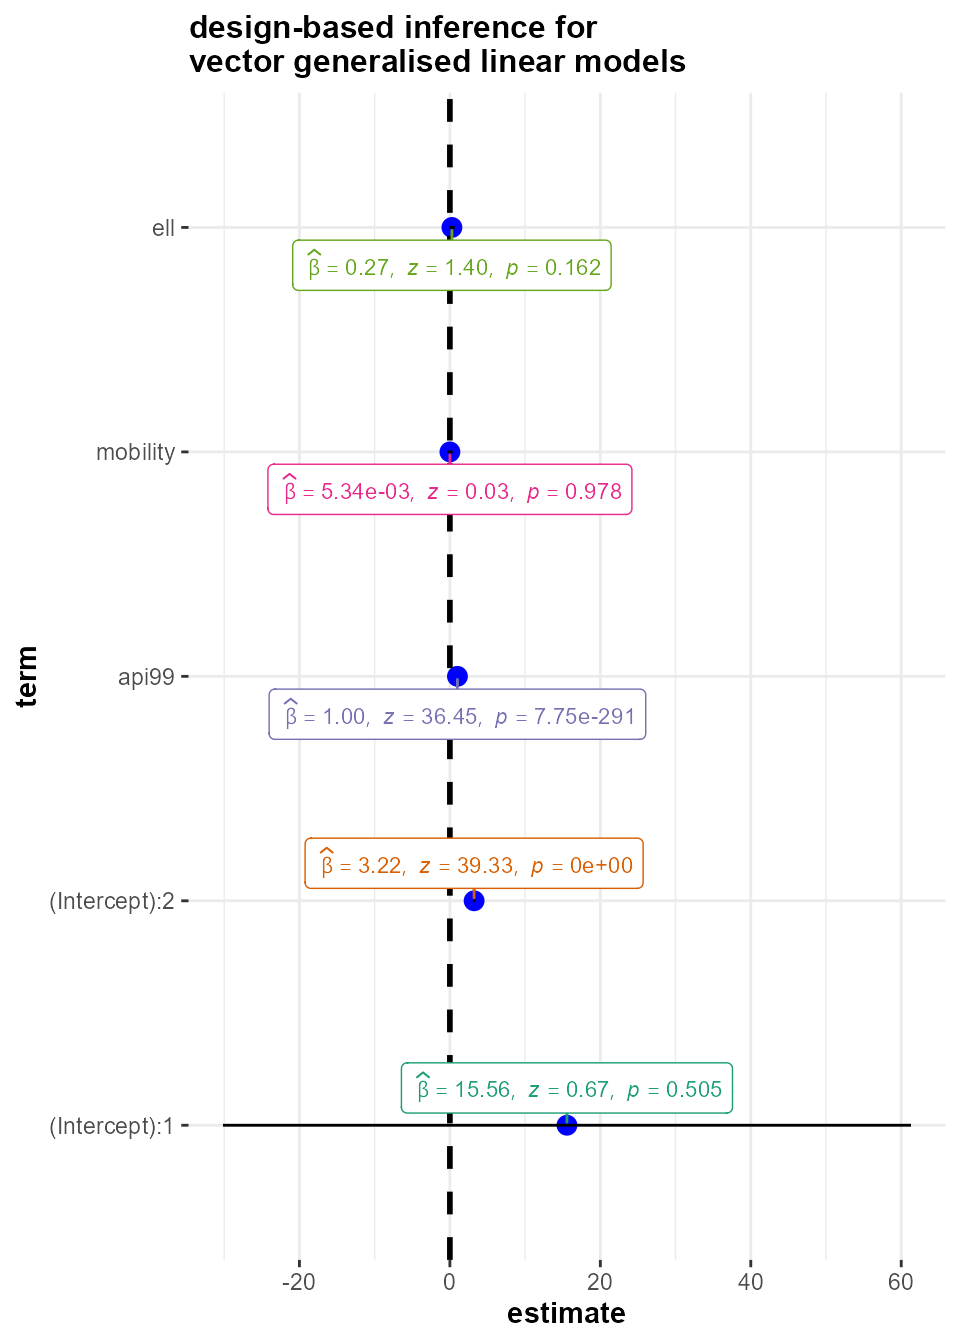 design-based inference for
vector generalised linear models
term
ell
β̂ = 0.27, z = 1.40, p = 0.162
mobility
β̂ = 5.34e-03, z = 0.03, p = 0.978
api99
β̂ = 1.00, z = 36.45, p = 7.75e-291
β̂ = 3.22, z = 39.33, p = 0e+00
(Intercept):2
β̂ = 15.56, z = 0.67, p = 0.505
(Intercept):1
-20 0 20 40 60
estimate